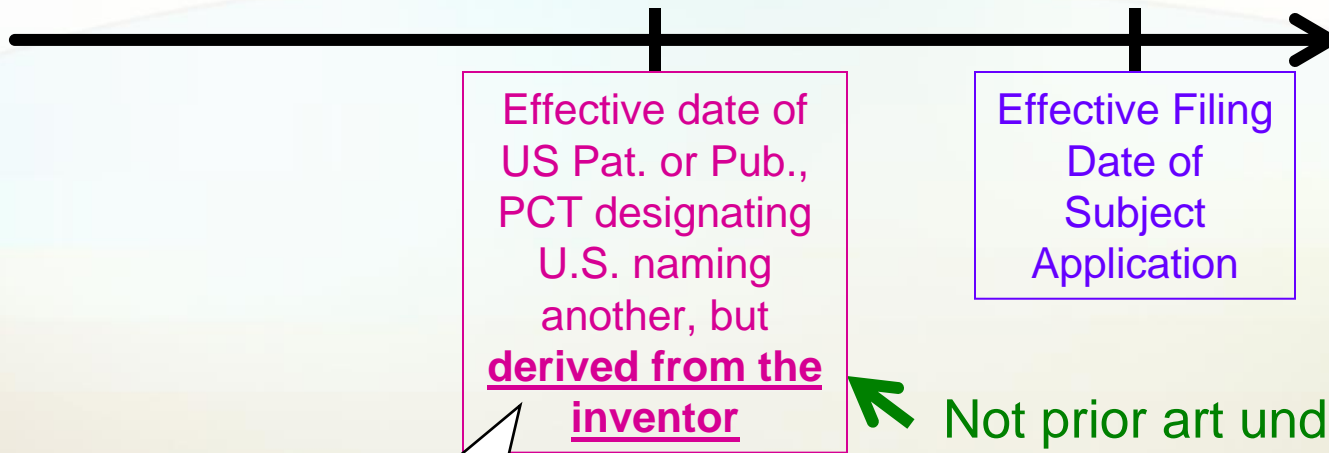 Effective date of
US Pat. or Pub.,
PCT designating
U.S. naming
another, but
derived from the
inventor
Effective Filing
Date of
Subject
Application
Not prior art